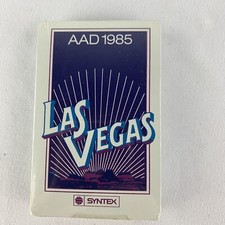 AAD 1985
LAS
VEGAS
SYNTEX